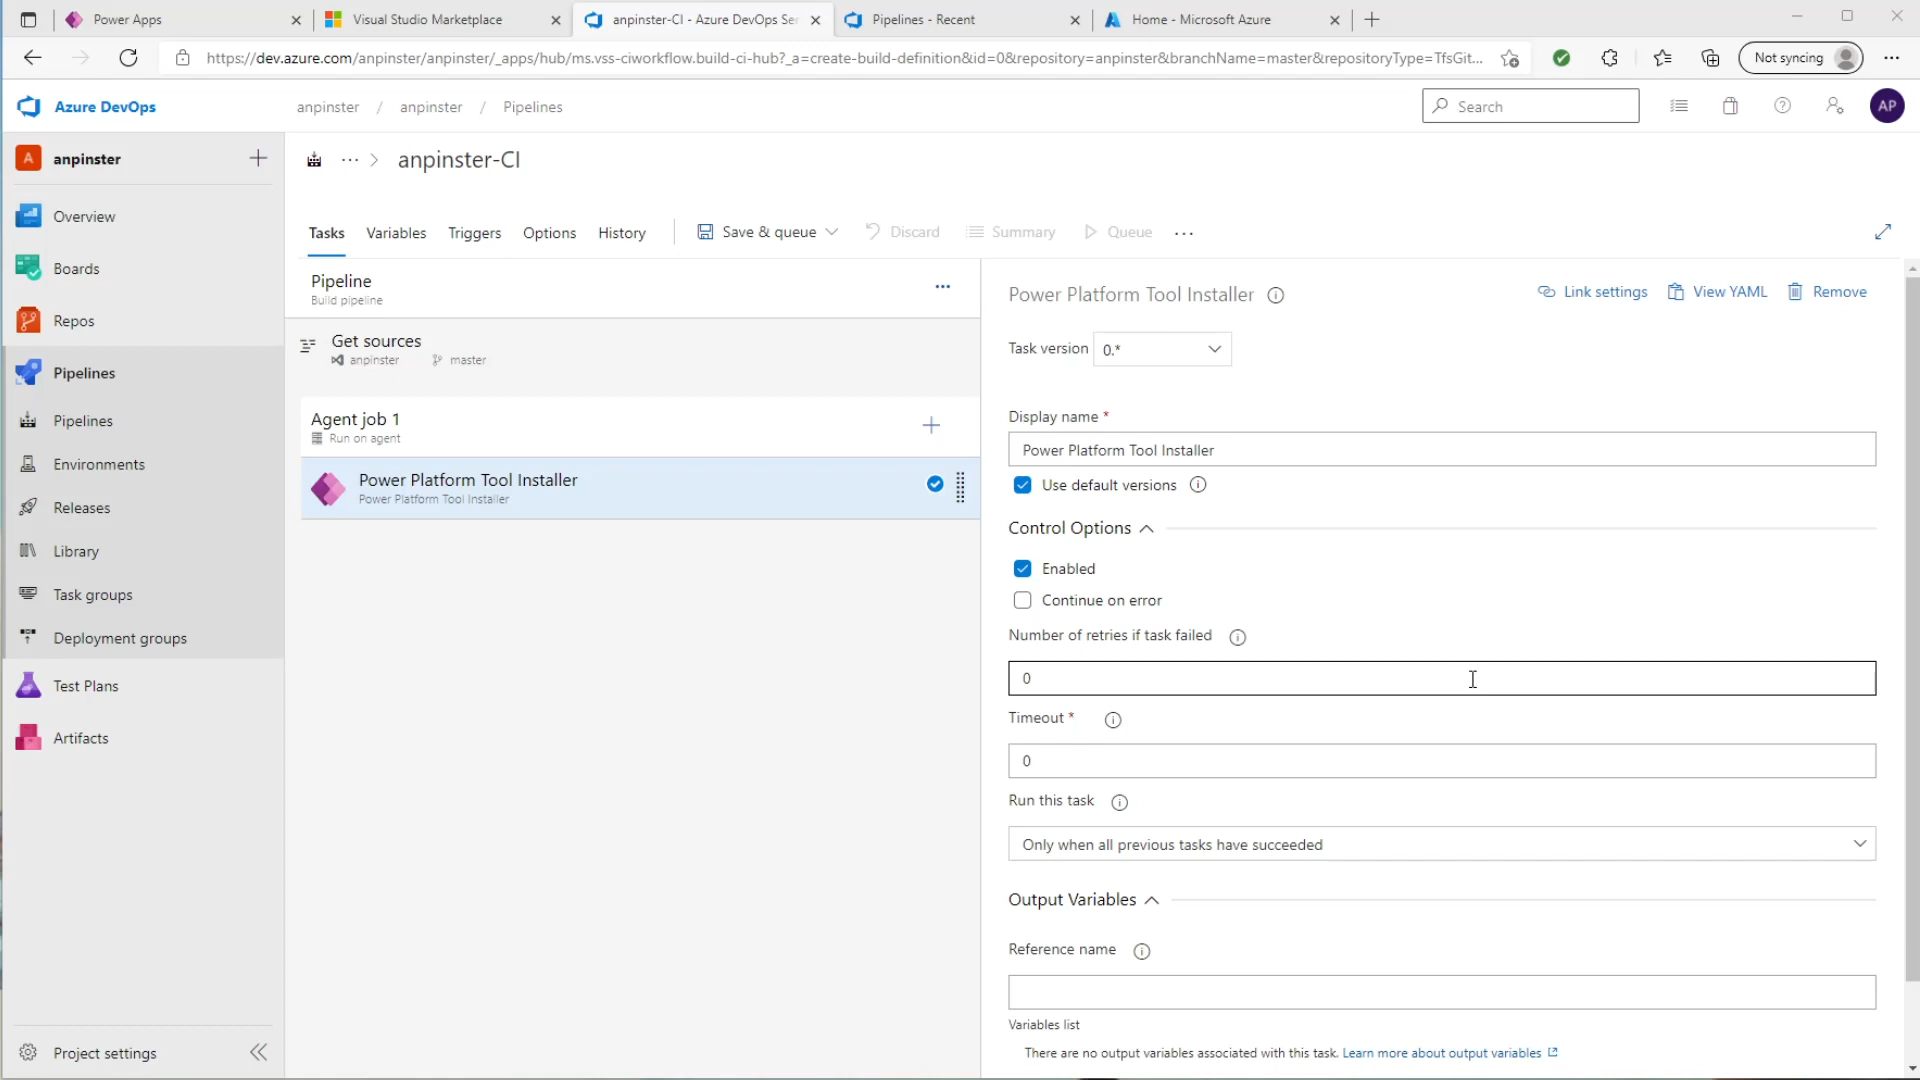 Power Apps
Visual Studio Marketplace
anpinster-CI - Azure DevOps Se
Pipelines - Recent
Home - Microsoft Azure
https://dev.azure.com/anpinster/anpinster/_apps/hub/ms.vss-ciworkflow.build-ci-hub?_a=create-build-definition&id=0&repository=anpinster&branchName=master&repositoryType=TfsGit...
Not syncing
Azure DevOps
anpinster / anpinster / Pipelines
Search
AP
A anpinster
Overview
Boards
Repos
Pipelines
Pipelines
Environments
Releases
Library
Task groups
Deployment groups
Test Plans
Artifacts
Project settings
... > anpinster-CI
Tasks Variables Triggers Options History
Save & queue Discard Summary Queue ...
Pipeline
Build pipeline
Get sources
anpinster master
Agent job 1
Run on agent
Power Platform Tool Installer
Power Platform Tool Installer
Power Platform Tool Installer
Link settings View YAML Remove
Task version 0.*
Display name *
Power Platform Tool Installer
Use default versions
Control Options
Enabled
Continue on error
Number of retries if task failed
0
Timeout *
0
Run this task
Only when all previous tasks have succeeded
Output Variables
Reference name
Variables list
There are no output variables associated with this task. Learn more about output variables